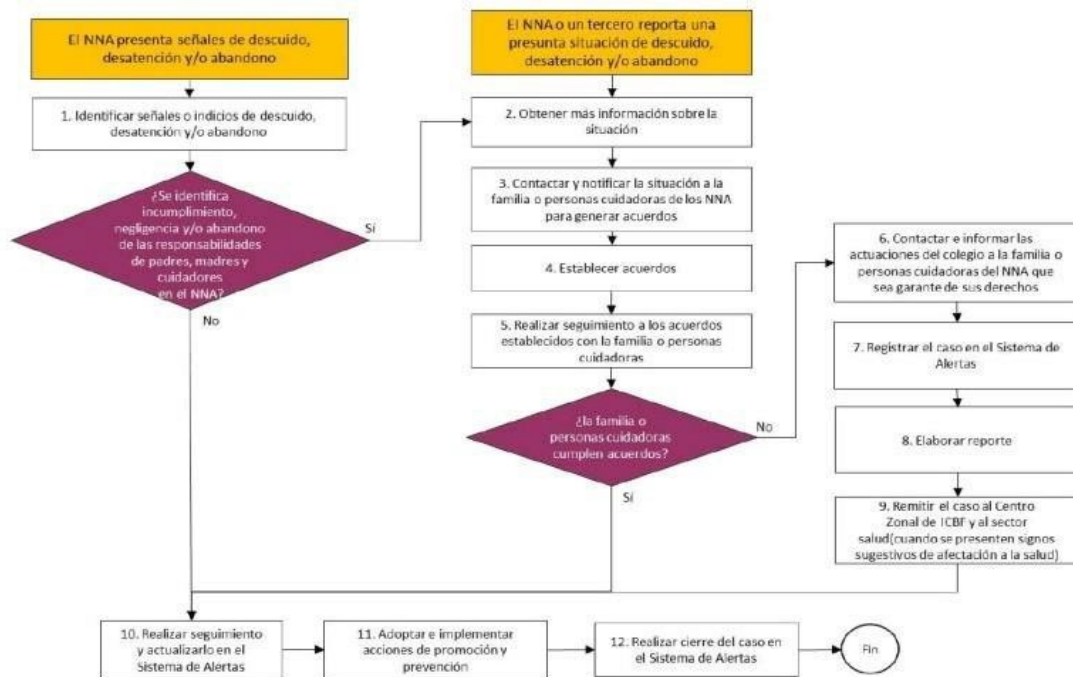 El NNA presenta señales de descuido,
desatención y/o abandono
1. Identificar señales o indicios de descuido,
desatención y/o abandono
¿Se identifica
incumplimiento,
negligencia y/o abandono
de las responsabilidades
de padres, madres y
cuidadores
en el NNA?
Sí
No
El NNA o un tercero reporta una
presunta situación de descuido,
desatención y/o abandono
2. Obtener más información sobre la
situación
3. Contactar y notificar la situación a la
familia o personas cuidadoras de los NNA
para generar acuerdos
4. Establecer acuerdos
5. Realizar seguimiento a los acuerdos
establecidos con la familia o personas
cuidadoras
¿la familia o
personas cuidadoras
cumplen acuerdos?
No
Sí
6. Contactar e informar las
actuaciones del colegio a la familia o
personas cuidadoras del NNA que
sea garante de sus derechos
7. Registrar el caso en el Sistema de
Alertas
8. Elaborar reporte
9. Remitir el caso al Centro
Zonal de ICBF y al sector
salud(cuando se presenten signos
sugestivos de afectación a la salud)
10. Realizar seguimiento
y actualizarlo en el
Sistema de Alertas
11. Adoptar e implementar
acciones de promoción y
prevención
12. Realizar cierre del caso en
el Sistema de Alertas
Fin